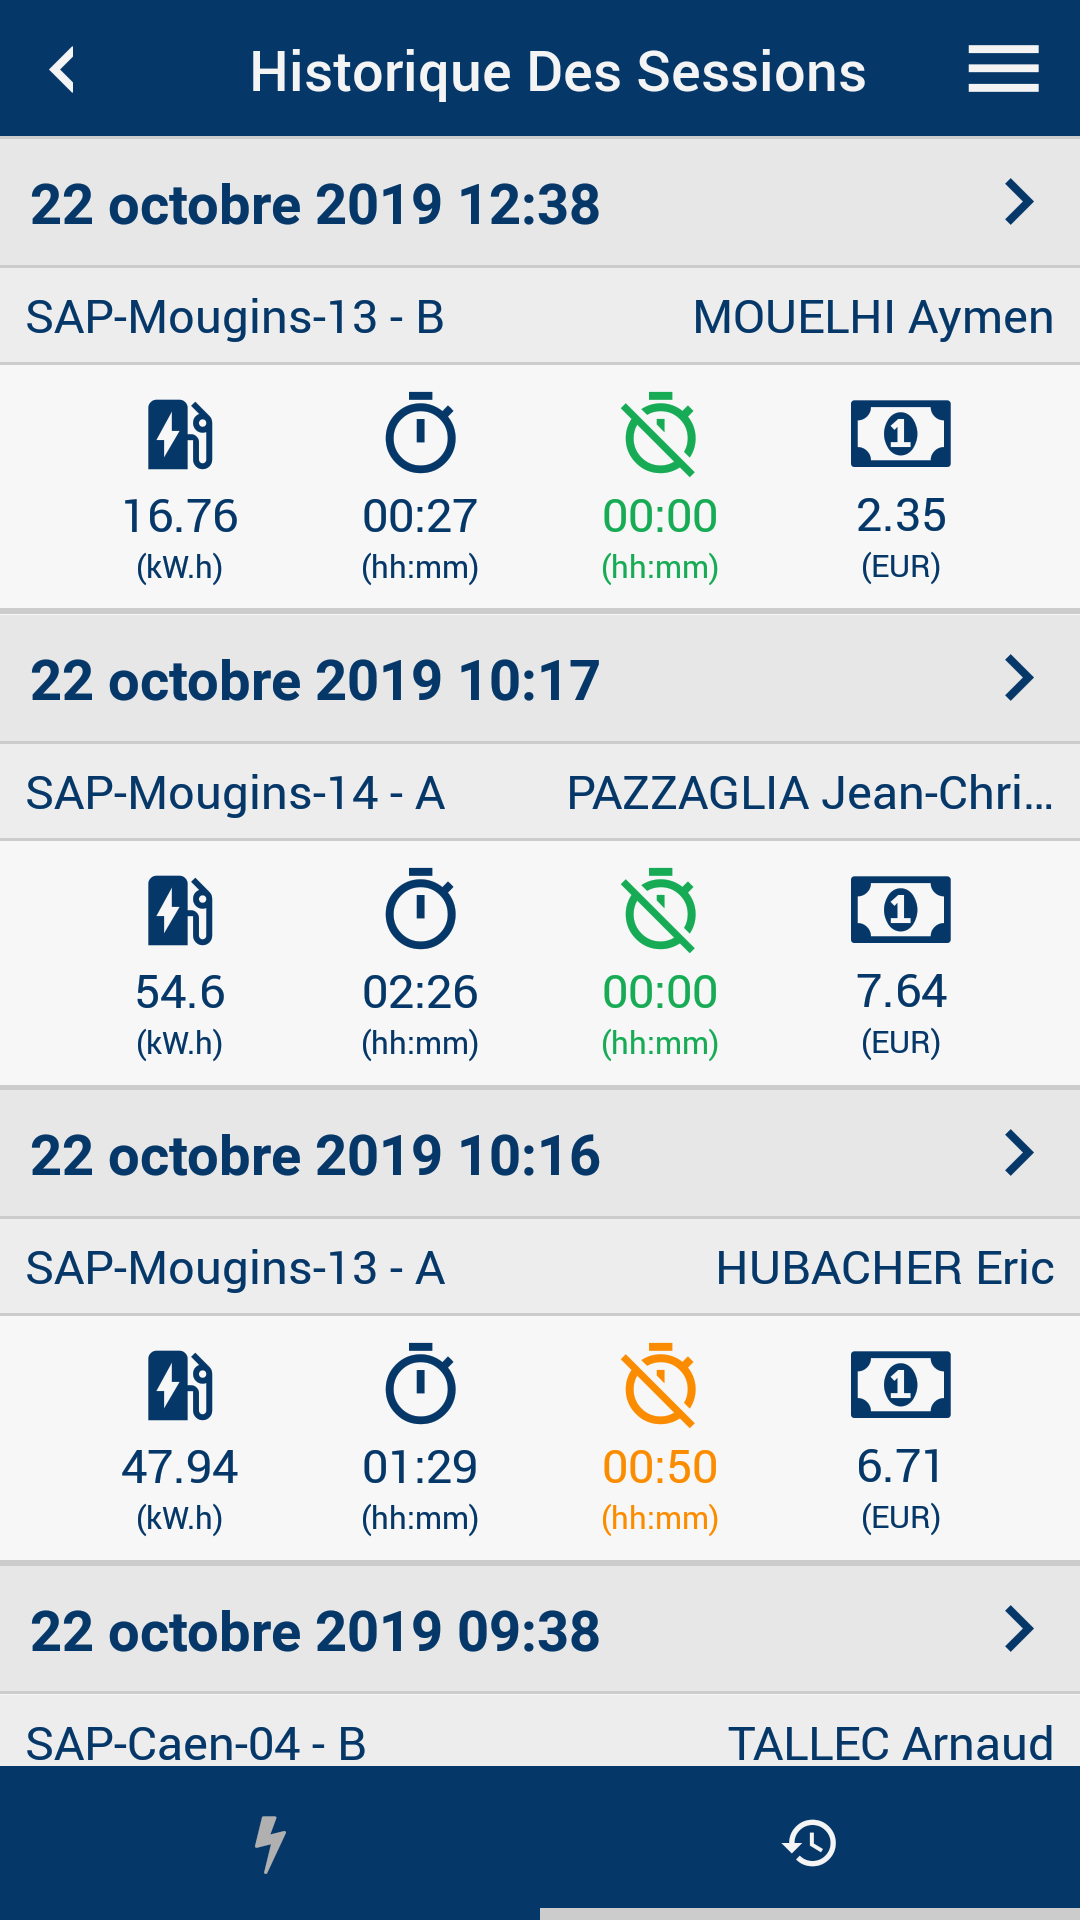 Historique Des Sessions
22 octobre 2019 12:38
SAP-Mougins-13 - B MOUELHI Aymen
16.76 00:27 00:00 2.35
(kW.h) (hh:mm) (hh:mm) (EUR)
22 octobre 2019 10:17
SAP-Mougins-14 - A PAZZAGLIA Jean-Chri...
54.6 02:26 00:00 7.64
(kW.h) (hh:mm) (hh:mm) (EUR)
22 octobre 2019 10:16
SAP-Mougins-13 - A HUBACHER Eric
47.94 01:29 00:50 6.71
(kW.h) (hh:mm) (hh:mm) (EUR)
22 octobre 2019 09:38
SAP-Caen-04 - B TALLEC Arnaud